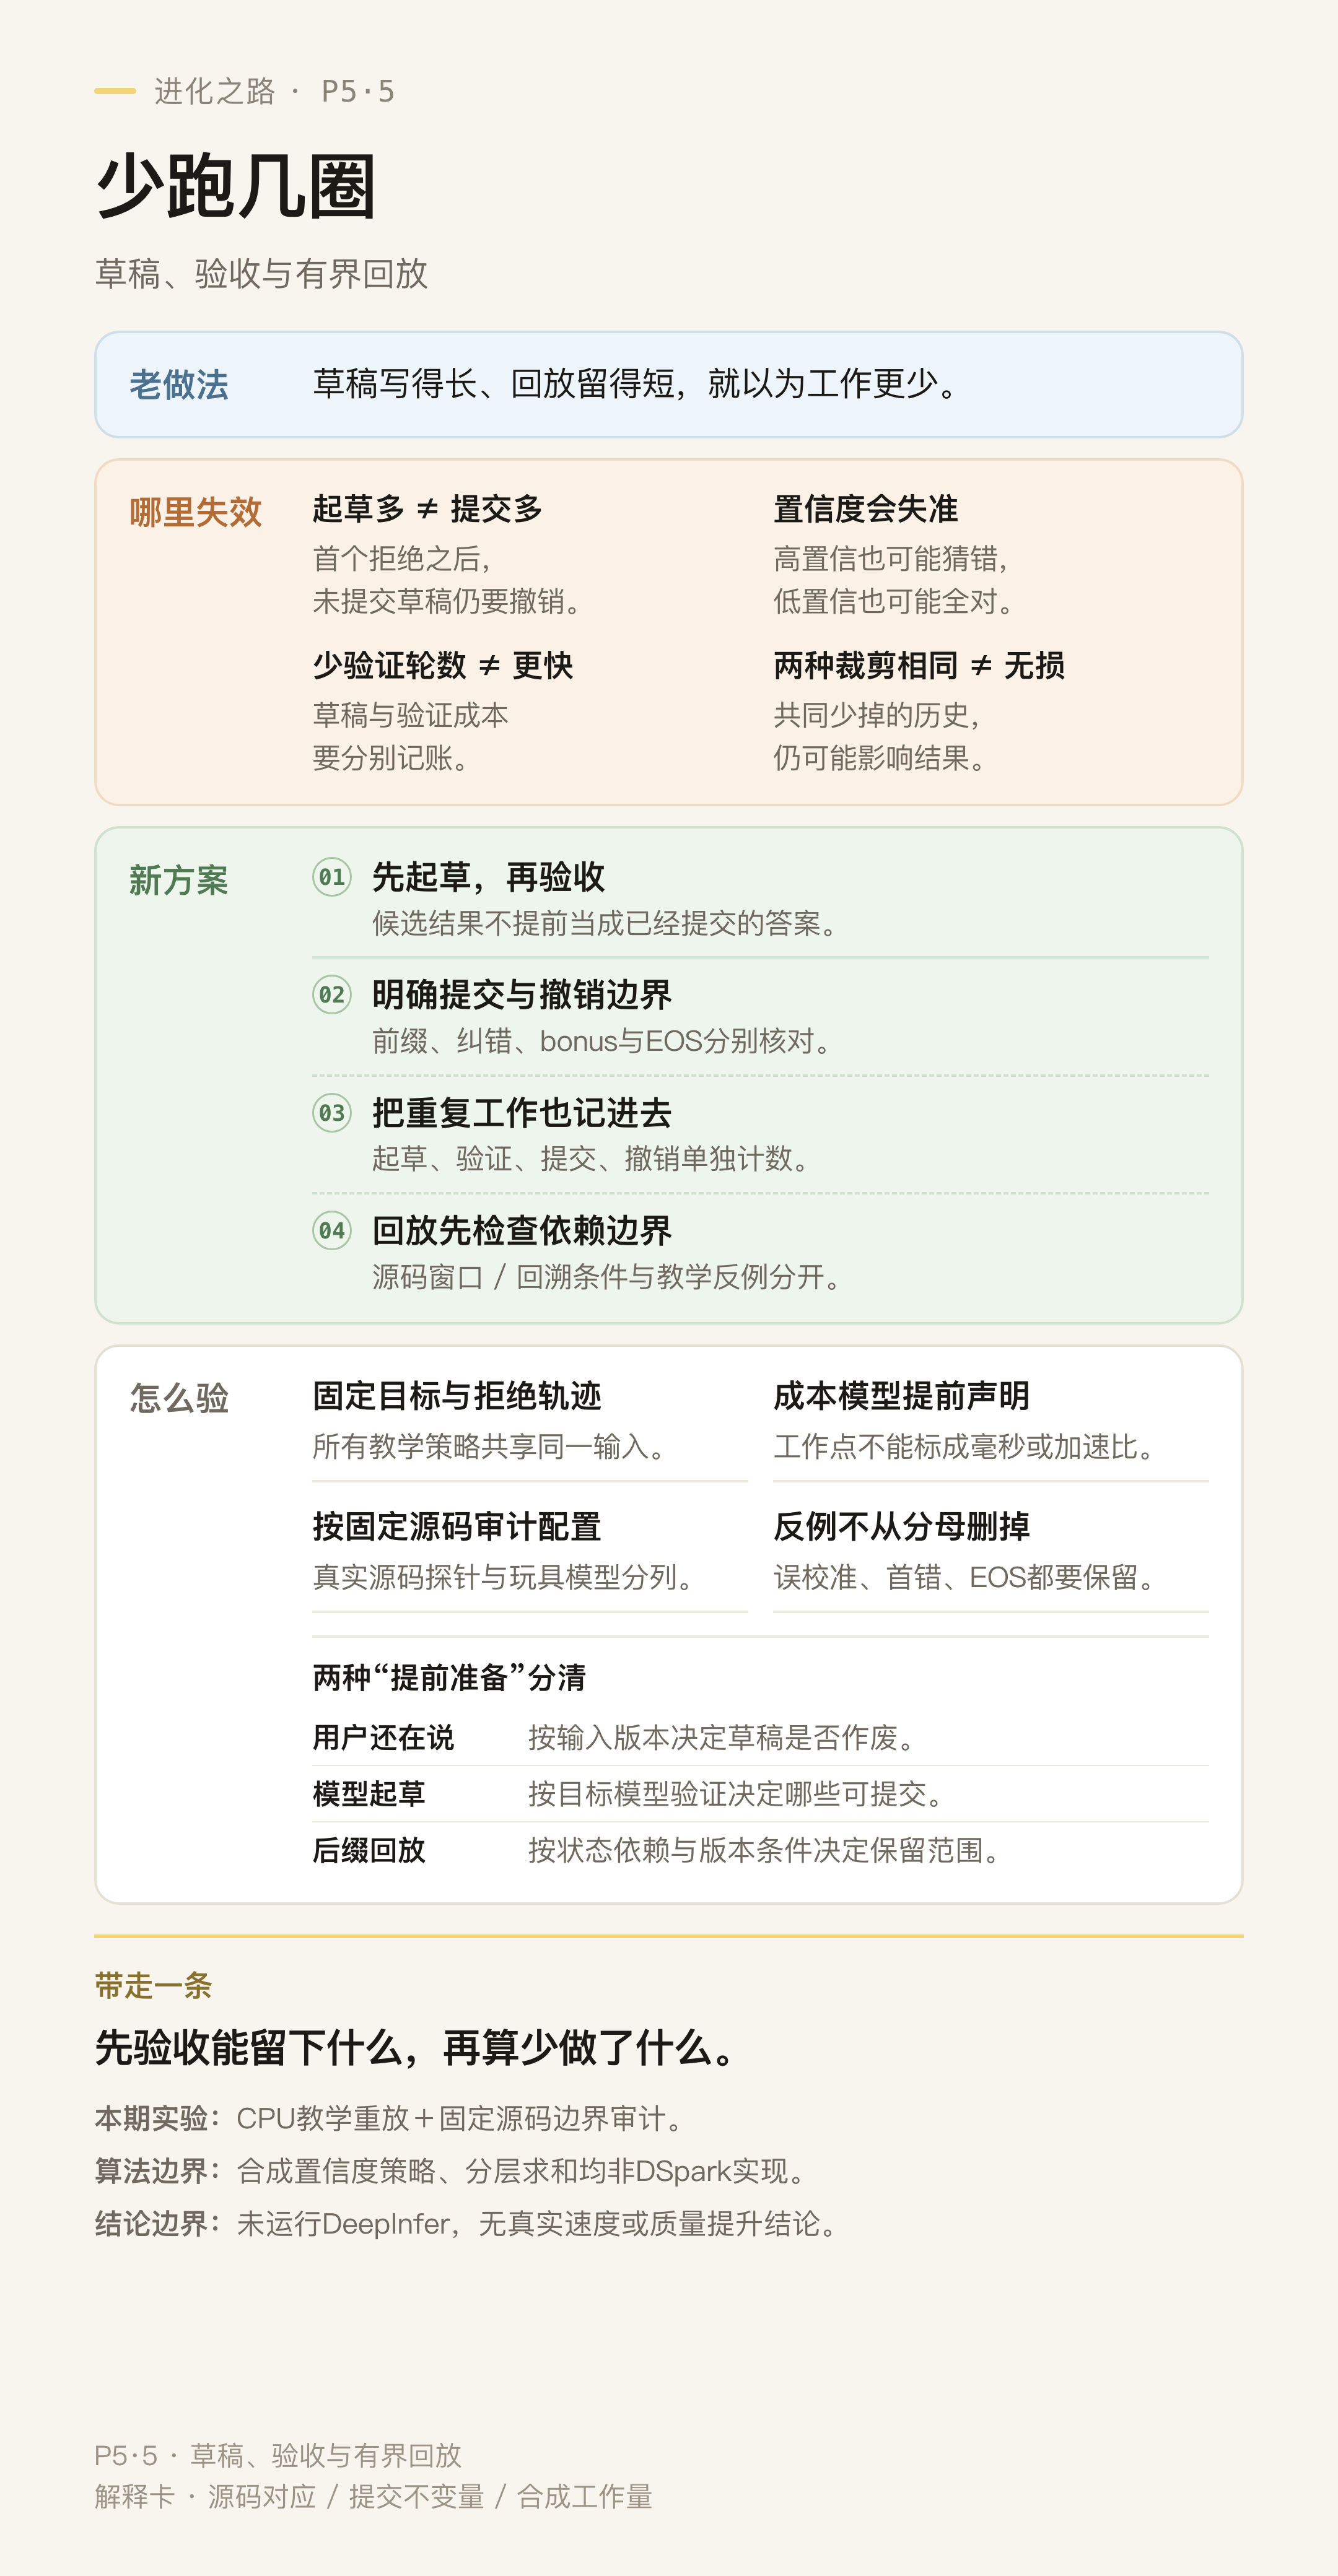 进化之路 · P5·5
少跑几圈
草稿、验收与有界回放
老做法
草稿写得长、回放留得短，就以为工作更少。
哪里失效
起草多 ≠ 提交多
首个拒绝之后，
未提交草稿仍要撤销。
置信度会失准
高置信也可能猜错，
低置信也可能全对。
少验证轮数 ≠ 更快
草稿与验证成本
要分别记账。
两种裁剪相同 ≠ 无损
共同少掉的历史，
仍可能影响结果。
新方案
01 先起草，再验收
候选结果不提前当成已经提交的答案。
02 明确提交与撤销边界
前缀、纠错、bonus与EOS分别核对。
03 把重复工作也记进去
起草、验证、提交、撤销单独计数。
04 回放先检查依赖边界
源码窗口 / 回溯条件与教学反例分开。
怎么验
固定目标与拒绝轨迹
所有教学策略共享同一输入。
成本模型提前声明
工作点不能标成毫秒或加速比。
按固定源码审计配置
真实源码探针与玩具模型分列。
反例不从分母删掉
误校准、首错、EOS都要保留。
两种“提前准备”分清
用户还在说 按输入版本决定草稿是否作废。
模型起草 按目标模型验证决定哪些可提交。
后缀回放 按状态依赖与版本条件决定保留范围。
带走一条
先验收能留下什么，再算少做了什么。
本期实验：CPU教学重放＋固定源码边界审计。
算法边界：合成置信度策略、分层求和均非DSpark实现。
结论边界：未运行DeepInfer，无真实速度或质量提升结论。
P5·5 · 草稿、验收与有界回放
解释卡 · 源码对应 / 提交不变量 / 合成工作量